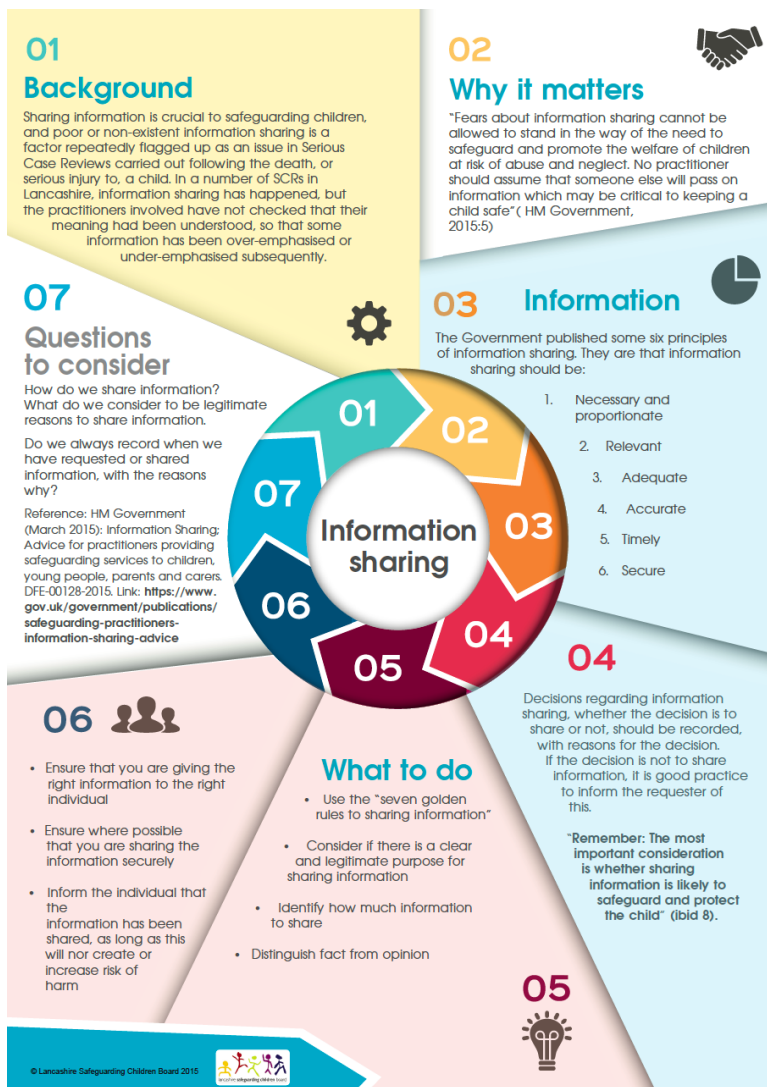 01
Background
Sharing information is crucial to safeguarding children,
and poor or non-existent information sharing is a
factor repeatedly flagged up as an issue in Serious
Case Reviews carried out following the death, or
serious injury to, a child. In a number of SCRs in
Lancashire, information sharing has happened, but
the practitioners involved have not checked that their
meaning had been understood, so that some
information has been over-emphasised or
under-emphasised subsequently.
02
Why it matters
"Fears about information sharing cannot be
allowed to stand in the way of the need to
safeguard and promote the welfare of children
at risk of abuse and neglect. No practitioner
should assume that someone else will pass on
information which may be critical to keeping a
child safe"( HM Government,
2015:5)
03
Information
The Government published some six principles
of information sharing. They are that information
sharing should be:
1. Necessary and
proportionate
2. Relevant
3. Adequate
4. Accurate
5. Timely
6. Secure
04
Decisions regarding information
sharing, whether the decision is to
share or not, should be recorded,
with reasons for the decision.
If the decision is not to share
information, it is good practice
to inform the requester of
this.
"Remember: The most
important consideration
is whether sharing
information is likely to
safeguard and protect
the child" (ibid 8).
05
What to do
• Use the "seven golden
rules to sharing information"
• Consider if there is a clear
and legitimate purpose for
sharing information
• Identify how much information
to share
• Distinguish fact from opinion
06
• Ensure that you are giving the
right information to the right
individual
• Ensure where possible
that you are sharing the
information securely
• Inform the individual that
the
information has been
shared, as long as this
will nor create or
increase risk of
harm
07
Questions
to consider
How do we share information?
What do we consider to be legitimate
reasons to share information.
Do we always record when we
have requested or shared
information, with the reasons
why?
Reference: HM Government
(March 2015): Information Sharing;
Advice for practitioners providing
safeguarding services to children,
young people, parents and carers.
DFE-00128-2015. Link: https://www.
gov.uk/government/publications/
safeguarding-practitioners-
information-sharing-advice
01
02
03
04
05
06
07
Information
sharing
© Lancashire Safeguarding Children Board 2015
lancashire safeguarding children board